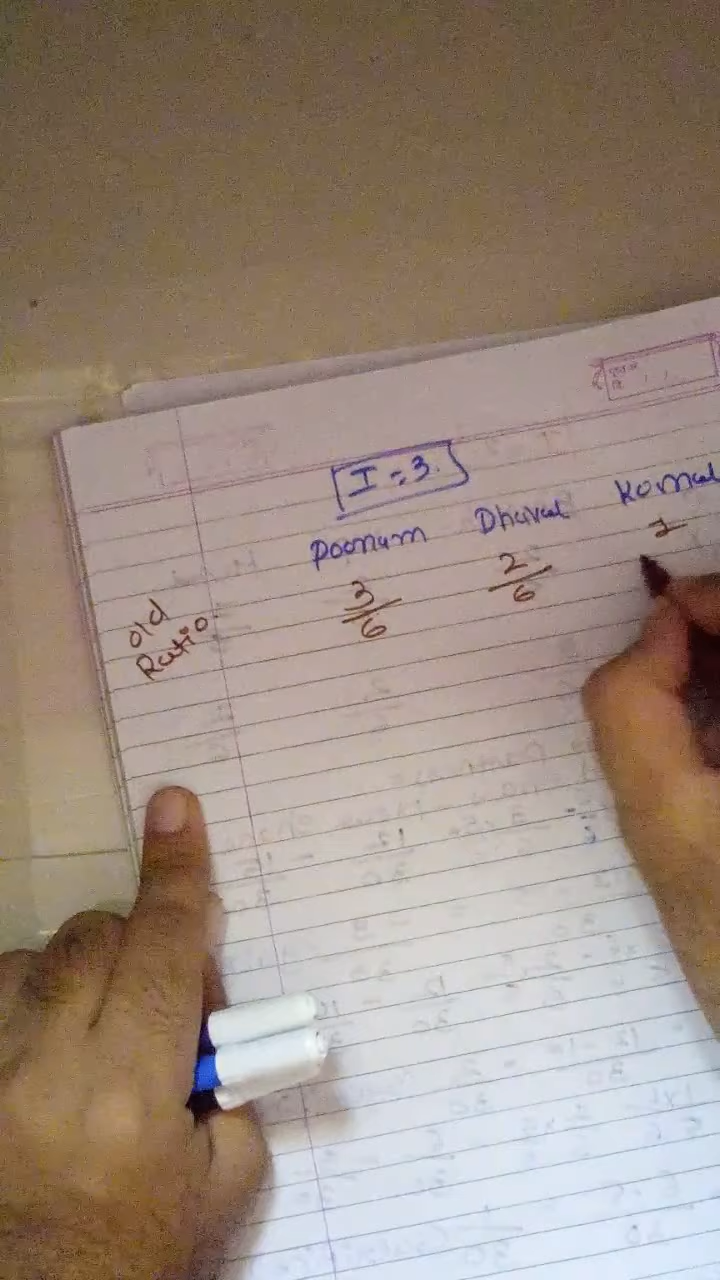 I = 3.
Poonam Dhaval Komal
Old Ratio. 3/6 2/6 1